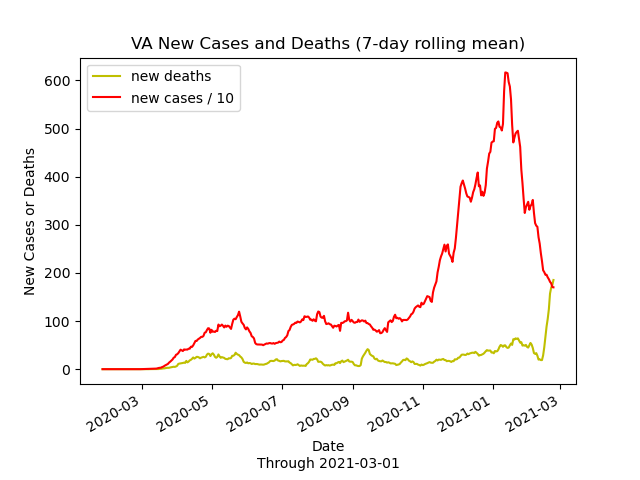 VA New Cases and Deaths (7-day rolling mean)
new deaths
new cases / 10
New Cases or Deaths
600
500
400
300
200
100
0
2020-03
2020-05
2020-07
2020-09
2020-11
2021-01
2021-03
Date
Through 2021-03-01